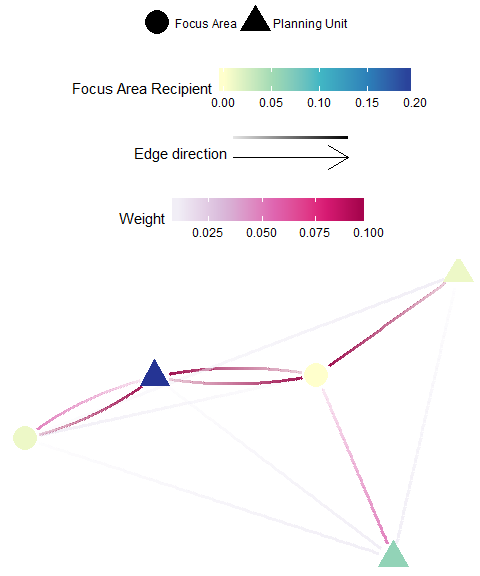 Focus Area Planning Unit
Focus Area Recipient
0.00 0.05 0.10 0.15 0.20
Edge direction
Weight
0.025 0.050 0.075 0.100